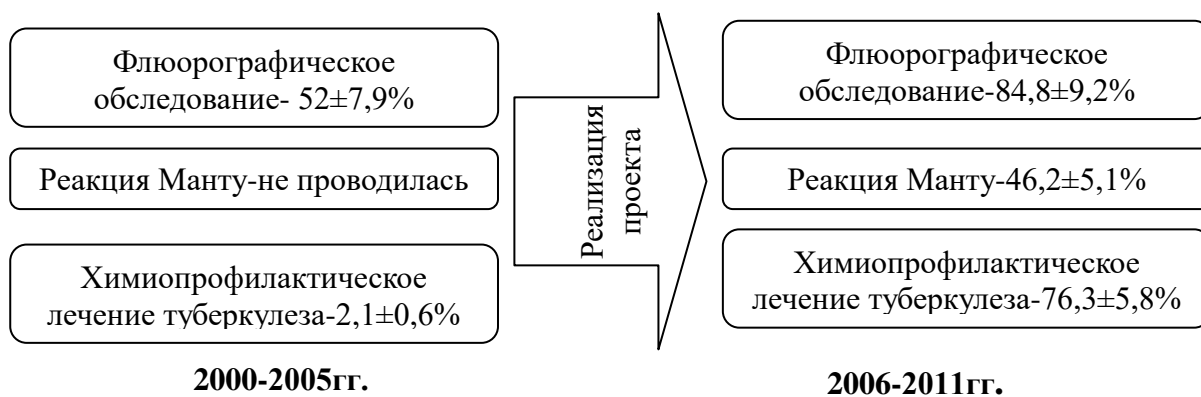 Флюорографическое
обследование- 52±7,9%
Реакция Манту-не проводилась
Химиопрофилактическое
лечение туберкулеза-2,1±0,6%
2000-2005гг.
Реализация
проекта
Флюорографическое
обследование-84,8±9,2%
Реакция Манту-46,2±5,1%
Химиопрофилактическое
лечение туберкулеза-76,3±5,8%
2006-2011гг.